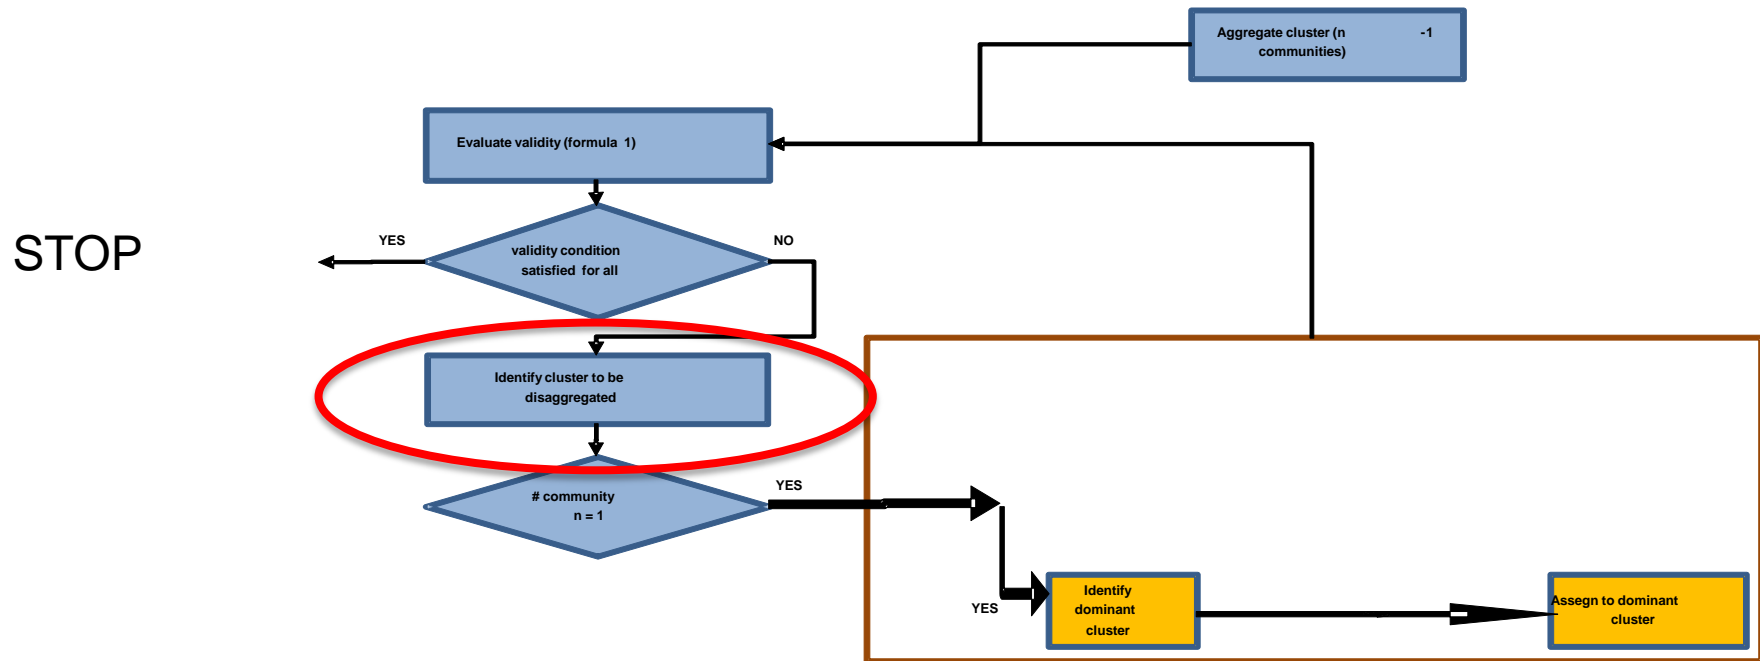 Aggregate cluster (n -1
communities)
Evaluate validity (formula 1)
STOP
YES
validity condition
satisfied for all
NO
Identify cluster to be
disaggregated
# community
n = 1
YES
YES
Identify
dominant
cluster
Assegn to dominant
cluster